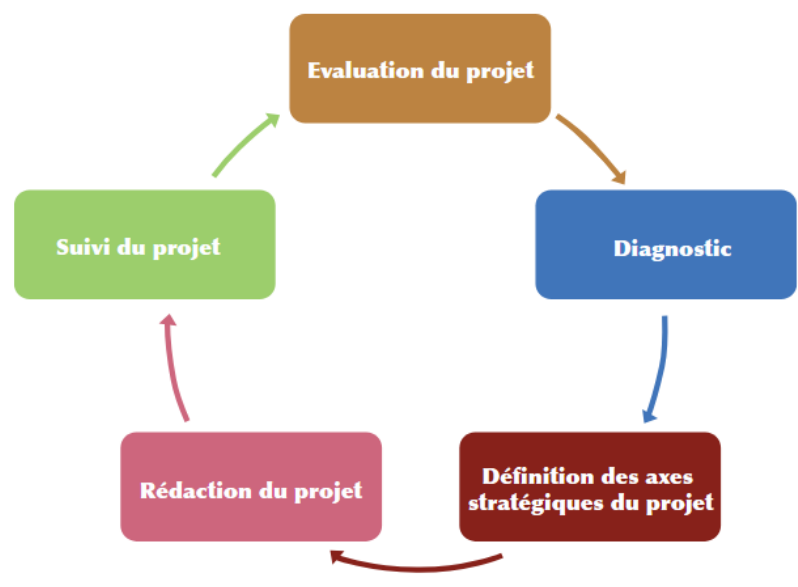 Evaluation du projet
Diagnostic
Définition des axes
stratégiques du projet
Rédaction du projet
Suivi du projet